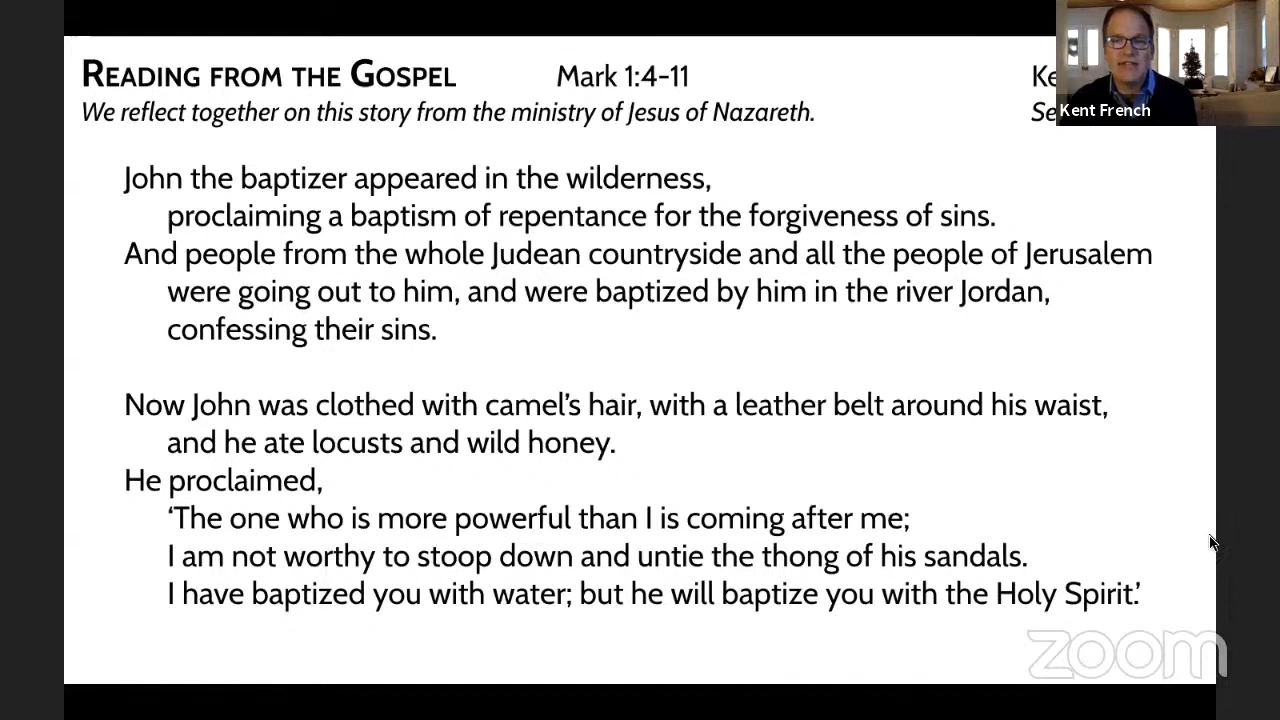 READING FROM THE GOSPEL Mark 1:4-11 Ke
We reflect together on this story from the ministry of Jesus of Nazareth. Se
Kent French
John the baptizer appeared in the wilderness,
proclaiming a baptism of repentance for the forgiveness of sins.
And people from the whole Judean countryside and all the people of Jerusalem
were going out to him, and were baptized by him in the river Jordan,
confessing their sins.
Now John was clothed with camel’s hair, with a leather belt around his waist,
and he ate locusts and wild honey.
He proclaimed,
‘The one who is more powerful than I is coming after me;
I am not worthy to stoop down and untie the thong of his sandals.
I have baptized you with water; but he will baptize you with the Holy Spirit.’
zoom